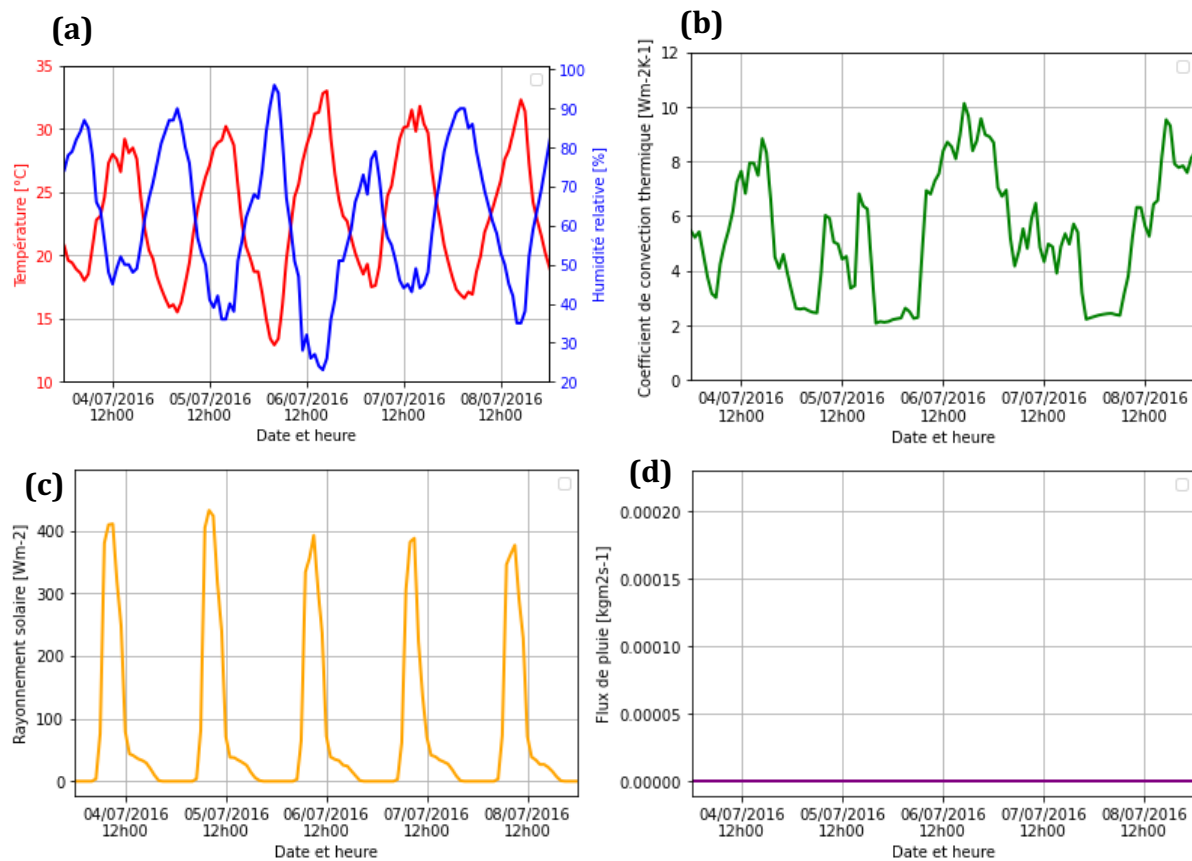 (a)
35
30
25
20
15
10
Température [°C]
100
90
80
70
60
50
40
30
20
Humidité relative [%]
04/07/2016 05/07/2016 06/07/2016 07/07/2016 08/07/2016
12h00 12h00 12h00 12h00 12h00
Date et heure
(b)
12
10
8
6
4
2
0
Coefficient de convection thermique [Wm-2K-1]
04/07/2016 05/07/2016 06/07/2016 07/07/2016 08/07/2016
12h00 12h00 12h00 12h00 12h00
Date et heure
(c)
400
300
200
100
0
Rayonnement solaire [Wm-2]
04/07/2016 05/07/2016 06/07/2016 07/07/2016 08/07/2016
12h00 12h00 12h00 12h00 12h00
Date et heure
(d)
0.00020
0.00015
0.00010
0.00005
0.00000
Flux de pluie [kgm2s-1]
04/07/2016 05/07/2016 06/07/2016 07/07/2016 08/07/2016
12h00 12h00 12h00 12h00 12h00
Date et heure